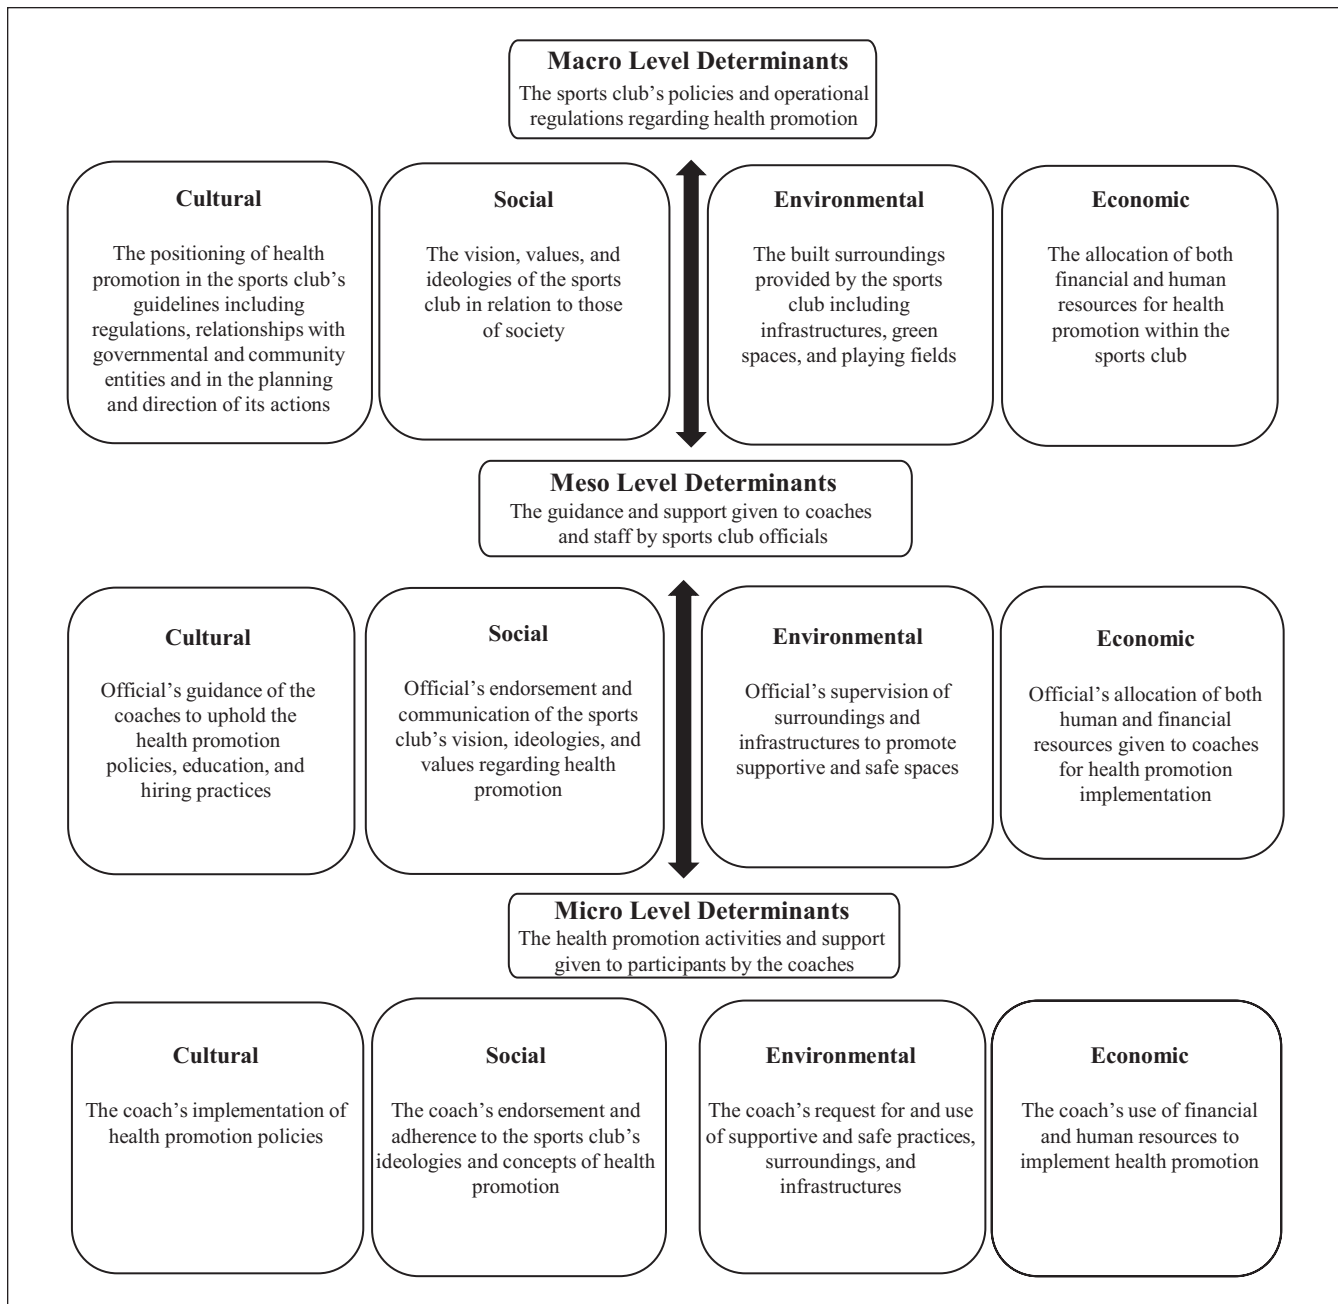 Macro Level Determinants
The sports club’s policies and operational
regulations regarding health promotion
Cultural
The positioning of health
promotion in the sports club’s
guidelines including
regulations, relationships with
governmental and community
entities and in the planning
and direction of its actions
Social
The vision, values, and
ideologies of the sports
club in relation to those
of society
Environmental
The built surroundings
provided by the sports
club including
infrastructures, green
spaces, and playing fields
Economic
The allocation of both
financial and human
resources for health
promotion within the
sports club
Meso Level Determinants
The guidance and support given to coaches
and staff by sports club officials
Cultural
Official’s guidance of the
coaches to uphold the
health promotion
policies, education, and
hiring practices
Social
Official’s endorsement and
communication of the sports
club’s vision, ideologies, and
values regarding health
promotion
Environmental
Official’s supervision of
surroundings and
infrastructures to promote
supportive and safe spaces
Economic
Official’s allocation of both
human and financial
resources given to coaches
for health promotion
implementation
Micro Level Determinants
The health promotion activities and support
given to participants by the coaches
Cultural
The coach’s implementation of
health promotion policies
Social
The coach’s endorsement and
adherence to the sports club’s
ideologies and concepts of health
promotion
Environmental
The coach’s request for and use
of supportive and safe practices,
surroundings, and
infrastructures
Economic
The coach’s use of financial
and human resources to
implement health promotion